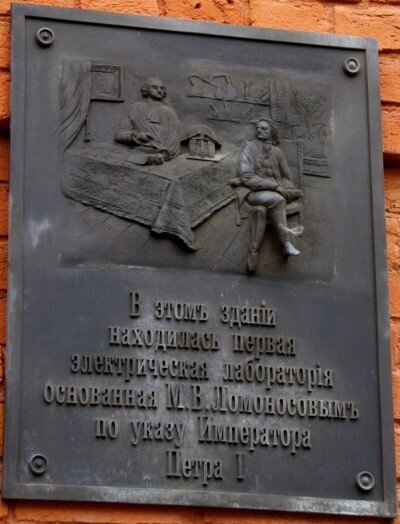 В этомъ зданіи
находилась первая
электрическая лабораторія
основанная М.В.Ломоносовымъ
по указу Императора
Петра I